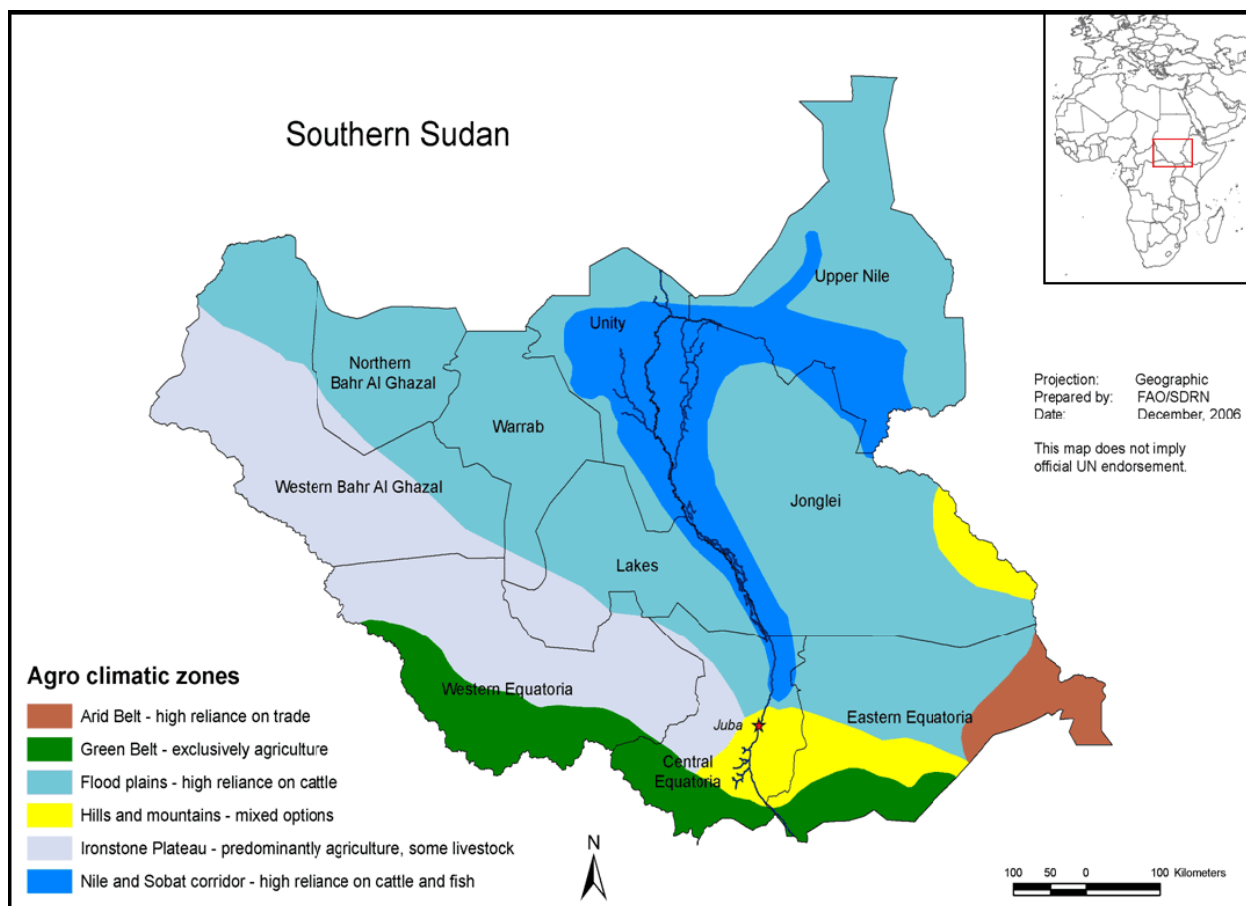 Southern Sudan
Upper Nile
Unity
Northern
Bahr Al Ghazal
Warrab
Western Bahr Al Ghazal
Jonglei
Lakes
Western Equatoria
Eastern Equatoria
Juba
Central
Equatoria
Projection: Geographic
Prepared by: FAO/SDRN
Date: December, 2006
This map does not imply
official UN endorsement.
Agro climatic zones
Arid Belt - high reliance on trade
Green Belt - exclusively agriculture
Flood plains - high reliance on cattle
Hills and mountains - mixed options
Ironstone Plateau - predominantly agriculture, some livestock
Nile and Sobat corridor - high reliance on cattle and fish
N
100 50 0 100 Kilometers